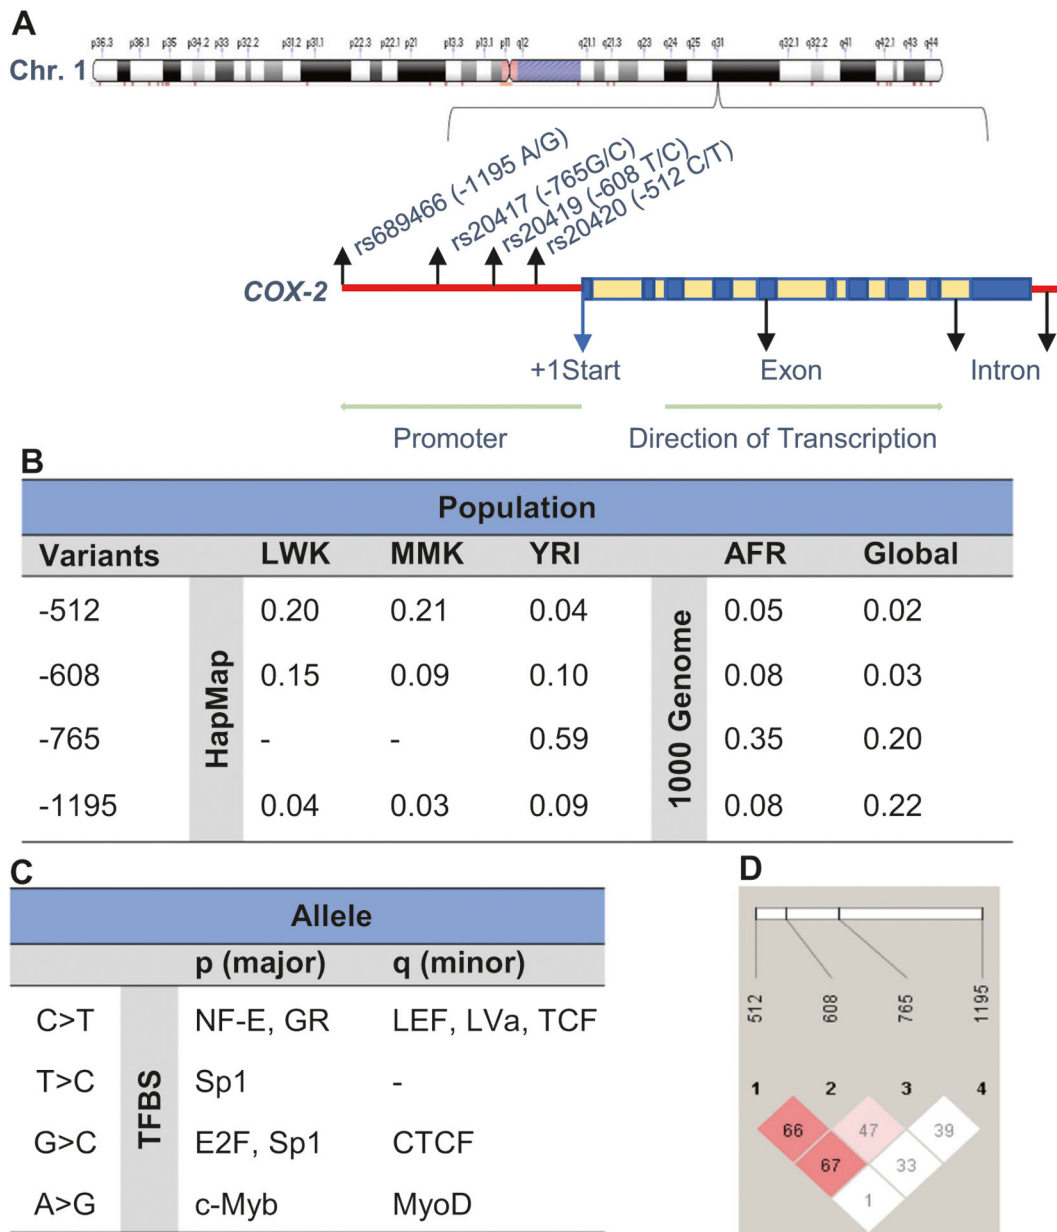 A
p36.3 p36.1 p35 p34.2 p33 p32.2 p31.2 p31.1 p22.3 p22.1 p21 p13.3 p13.1 p11 q12 q21.1 q21.3 q23 q24 q25 q31 q32.1 q32.2 q41 q42.1 q43 q44
Chr. 1
rs689466 (-1195 A/G)
rs20417 (-765G/C)
rs20419 (-608 T/C)
rs20420 (-512 C/T)
COX-2
+1Start Exon Intron
Promoter Direction of Transcription
B
Population
Variants LWK MMK YRI AFR Global
HapMap
1000 Genome
-512 0.20 0.21 0.04 0.05 0.02
-608 0.15 0.09 0.10 0.08 0.03
-765 - - 0.59 0.35 0.20
-1195 0.04 0.03 0.09 0.08 0.22
C
Allele
p (major) q (minor)
TFBS
C>T NF-E, GR LEF, LVa, TCF
T>C Sp1 -
G>C E2F, Sp1 CTCF
A>G c-Myb MyoD
D
512 608 765 1195
1 2 3 4
66 47 39
67 33
1